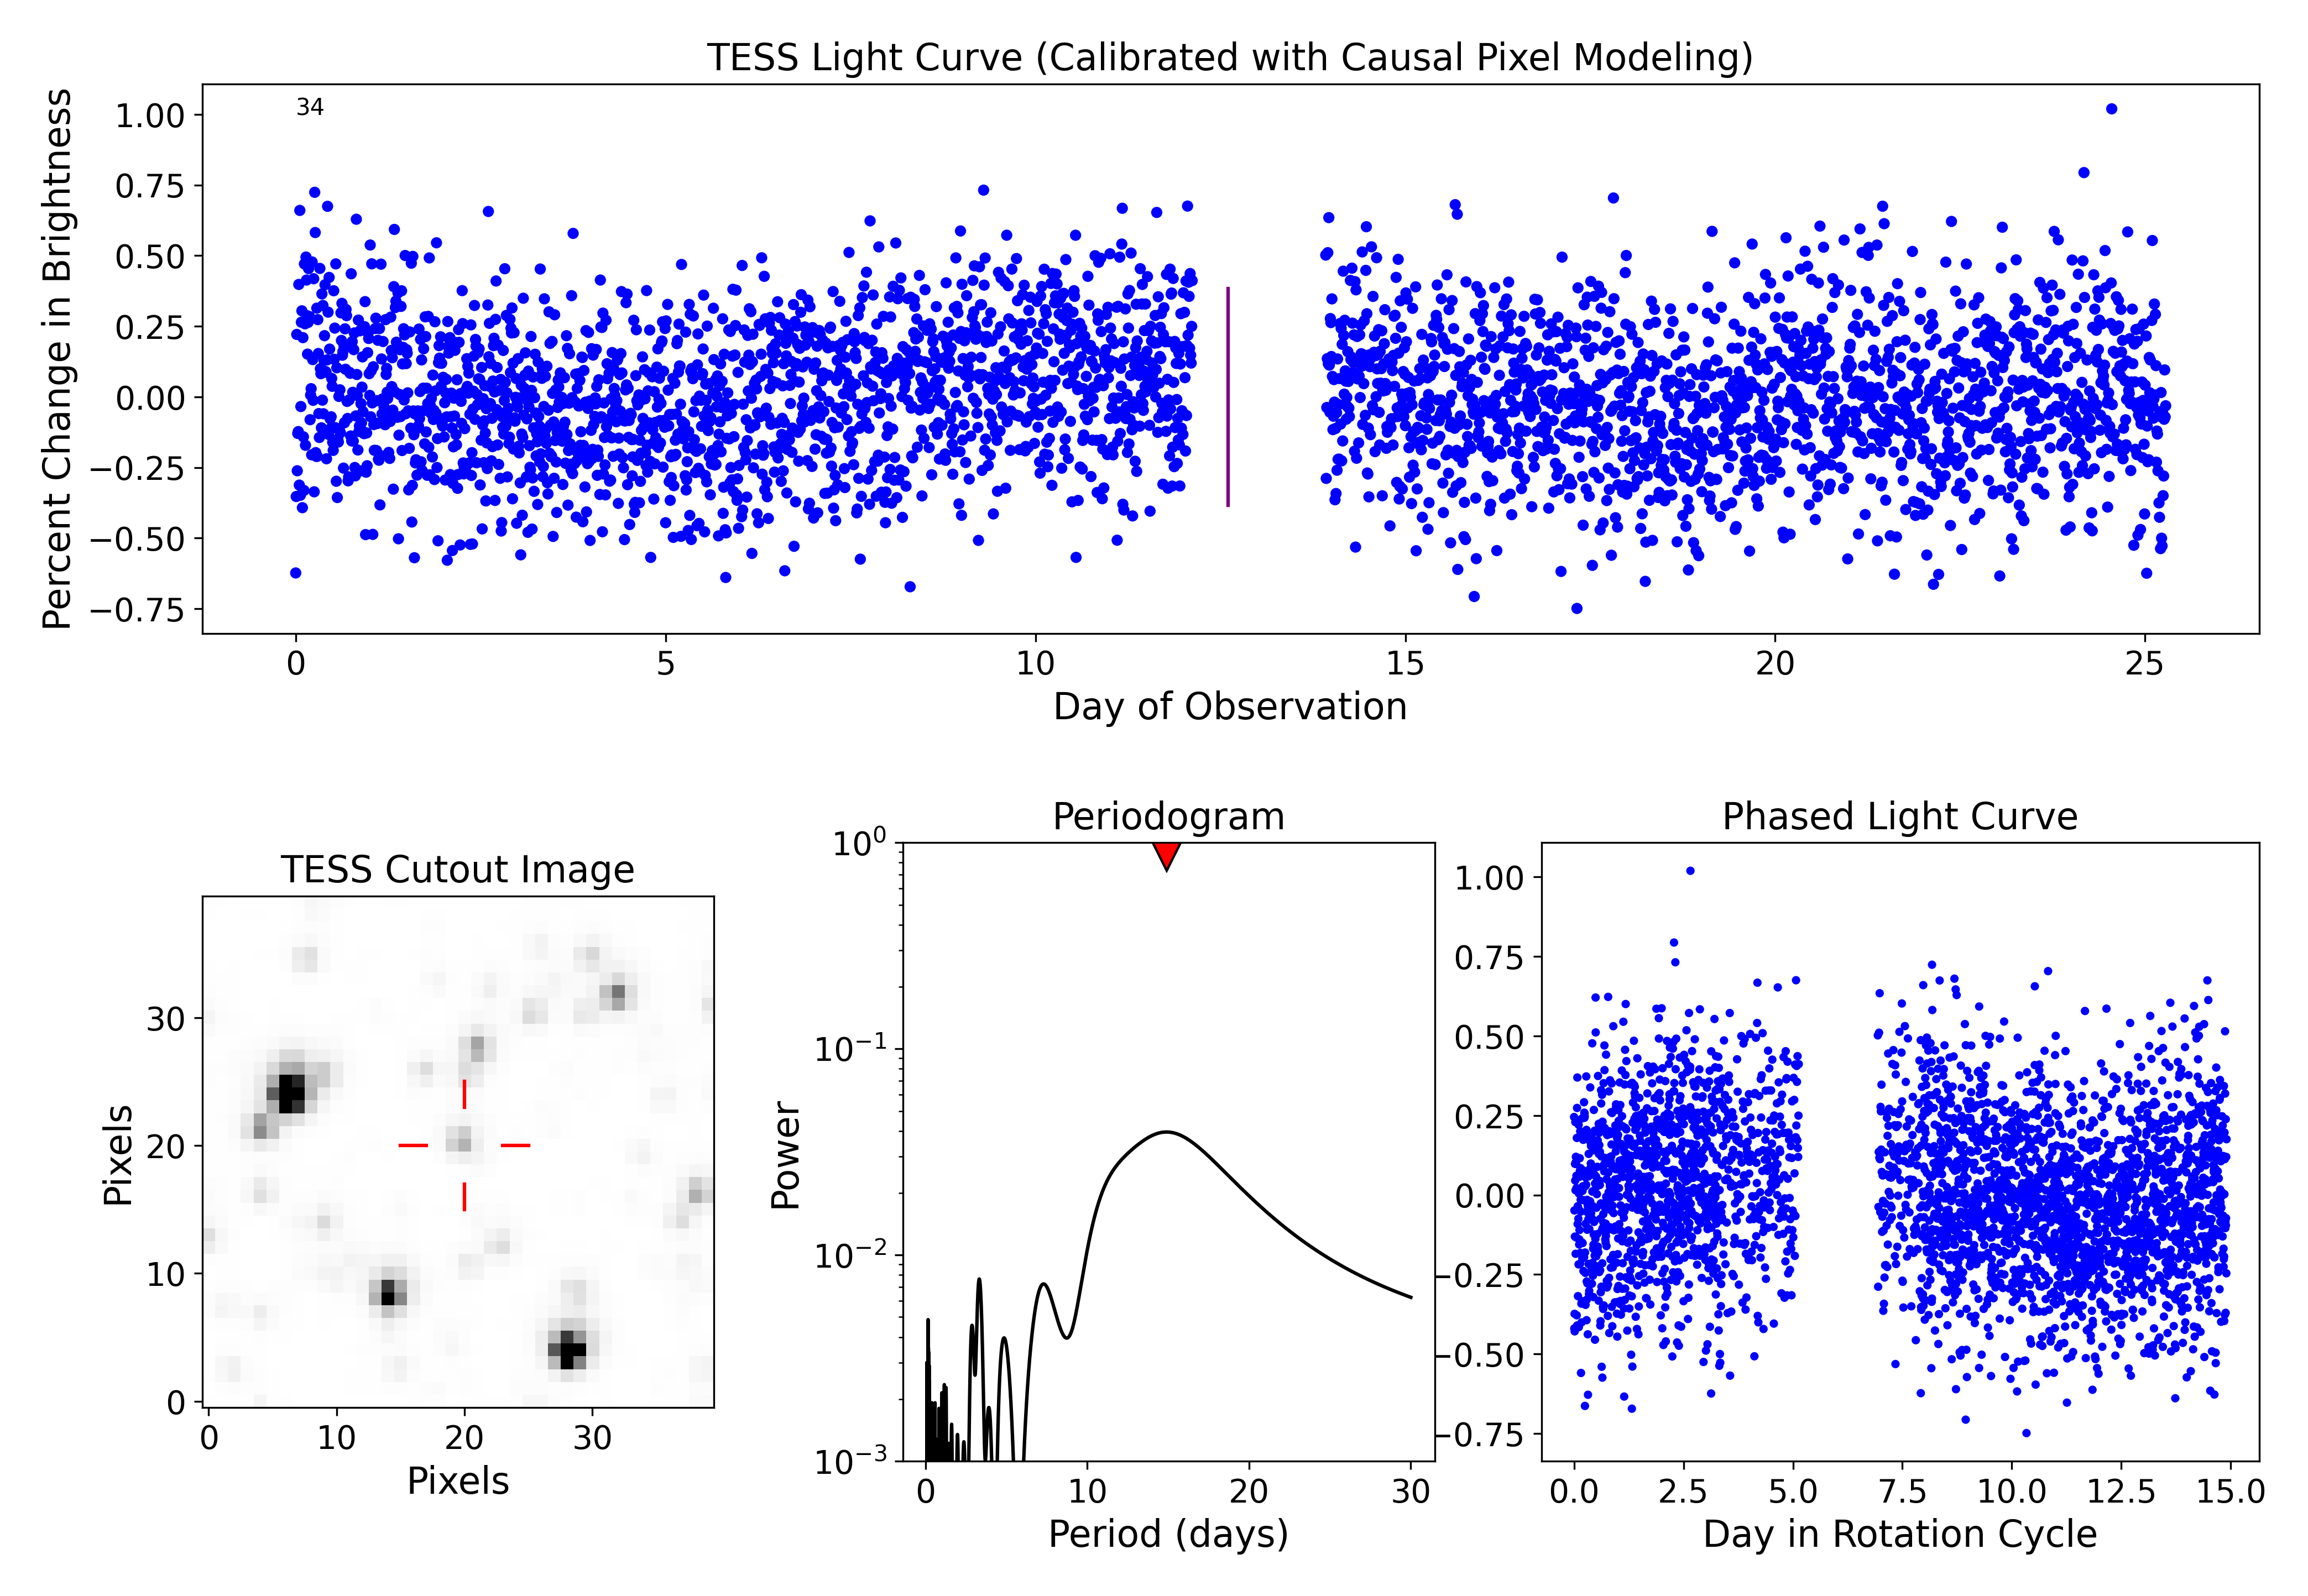 TESS Light Curve (Calibrated with Causal Pixel Modeling)
Percent Change in Brightness
1.00
0.75
0.50
0.25
0.00
−0.25
−0.50
−0.75
34
0 5 10 15 20 25
Day of Observation
TESS Cutout Image
Pixels
30
20
10
0
0 10 20 30
Pixels
Periodogram
Power
10^0
10^-1
10^-2
10^-3
0 10 20 30
Period (days)
Phased Light Curve
1.00
0.75
0.50
0.25
0.00
−0.25
−0.50
−0.75
0.0 2.5 5.0 7.5 10.0 12.5 15.0
Day in Rotation Cycle